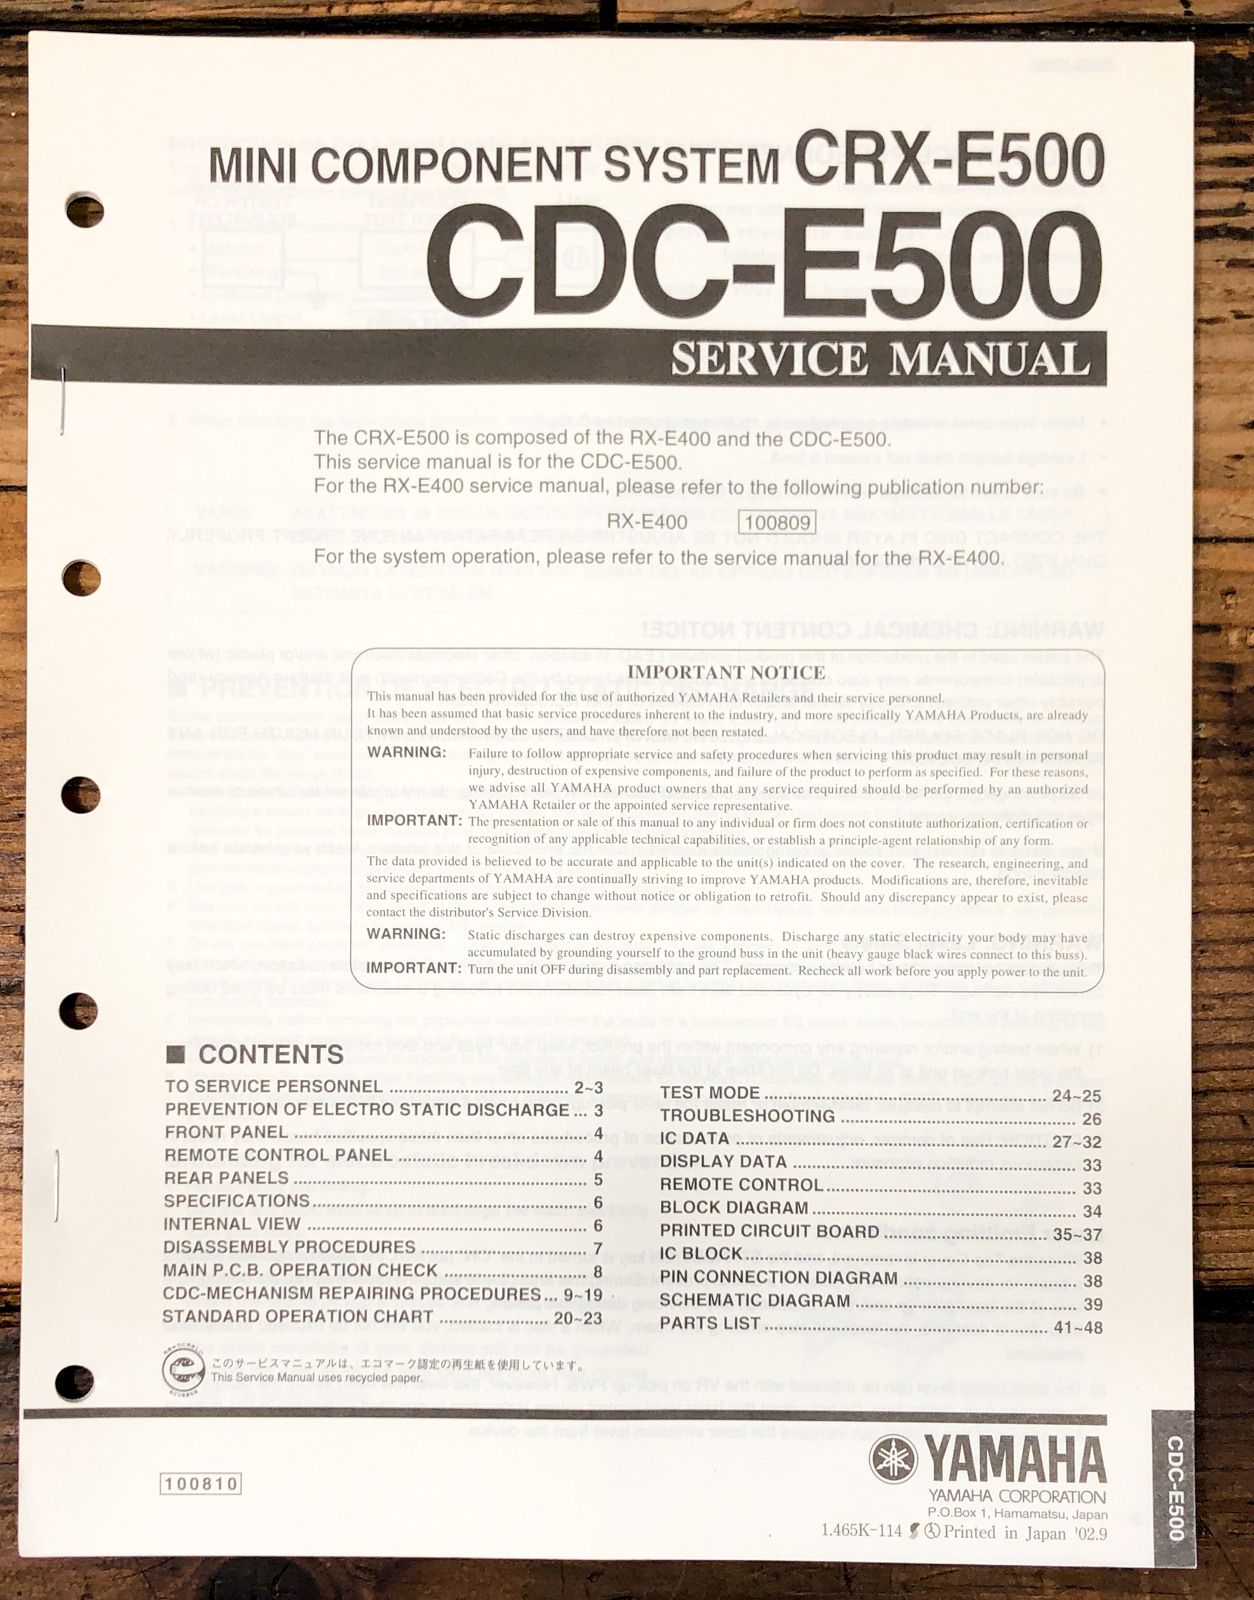 MINI COMPONENT SYSTEM CRX-E500
CDC-E500
SERVICE MANUAL
The CRX-E500 is composed of the RX-E400 and the CDC-E500.
This service manual is for the CDC-E500.
For the RX-E400 service manual, please refer to the following publication number:
RX-E400 100809
For the system operation, please refer to the service manual for the RX-E400.
IMPORTANT NOTICE
This manual has been provided for the use of authorized YAMAHA Retailers and their service personnel.
It has been assumed that basic service procedures inherent to the industry, and more specifically YAMAHA Products, are already
known and understood by the users, and have therefore not been restated.
WARNING: Failure to follow appropriate service and safety procedures when servicing this product may result in personal
injury, destruction of expensive components, and failure of the product to perform as specified. For these reasons,
we advise all YAMAHA product owners that any service required should be performed by an authorized
YAMAHA Retailer or the appointed service representative.
IMPORTANT: The presentation or sale of this manual to any individual or firm does not constitute authorization, certification or
recognition of any applicable technical capabilities, or establish a principle-agent relationship of any form.
The data provided is believed to be accurate and applicable to the unit(s) indicated on the cover. The research, engineering, and
service departments of YAMAHA are continually striving to improve YAMAHA products. Modifications are, therefore, inevitable
and specifications are subject to change without notice or obligation to retrofit. Should any discrepancy appear to exist, please
contact the distributor's Service Division.
WARNING: Static discharges can destroy expensive components. Discharge any static electricity your body may have
accumulated by grounding yourself to the ground buss in the unit (heavy gauge black wires connect to this buss).
IMPORTANT: Turn the unit OFF during disassembly and part replacement. Recheck all work before you apply power to the unit.
■ CONTENTS
TO SERVICE PERSONNEL ........................................ 2~3
PREVENTION OF ELECTRO STATIC DISCHARGE ... 3
FRONT PANEL ............................................................... 4
REMOTE CONTROL PANEL .......................................... 4
REAR PANELS ............................................................... 5
SPECIFICATIONS ........................................................... 6
INTERNAL VIEW ............................................................ 6
DISASSEMBLY PROCEDURES ..................................... 7
MAIN P.C.B. OPERATION CHECK ................................ 8
CDC-MECHANISM REPAIRING PROCEDURES ... 9~19
STANDARD OPERATION CHART ........................ 20~23
TEST MODE ............................................................ 24~25
TROUBLESHOOTING .................................................. 26
IC DATA ................................................................... 27~32
DISPLAY DATA ............................................................ 33
REMOTE CONTROL ..................................................... 33
BLOCK DIAGRAM ........................................................ 34
PRINTED CIRCUIT BOARD ................................... 35~37
IC BLOCK ...................................................................... 38
PIN CONNECTION DIAGRAM ..................................... 38
SCHEMATIC DIAGRAM ............................................... 39
PARTS LIST ............................................................ 41~48
このサービスマニュアルは、エコマーク認定の再生紙を使用しています。
This Service Manual uses recycled paper.
YAMAHA
YAMAHA CORPORATION
P.O.Box 1, Hamamatsu, Japan
100810
1.465K-114 Printed in Japan '02.9
CDC-E500